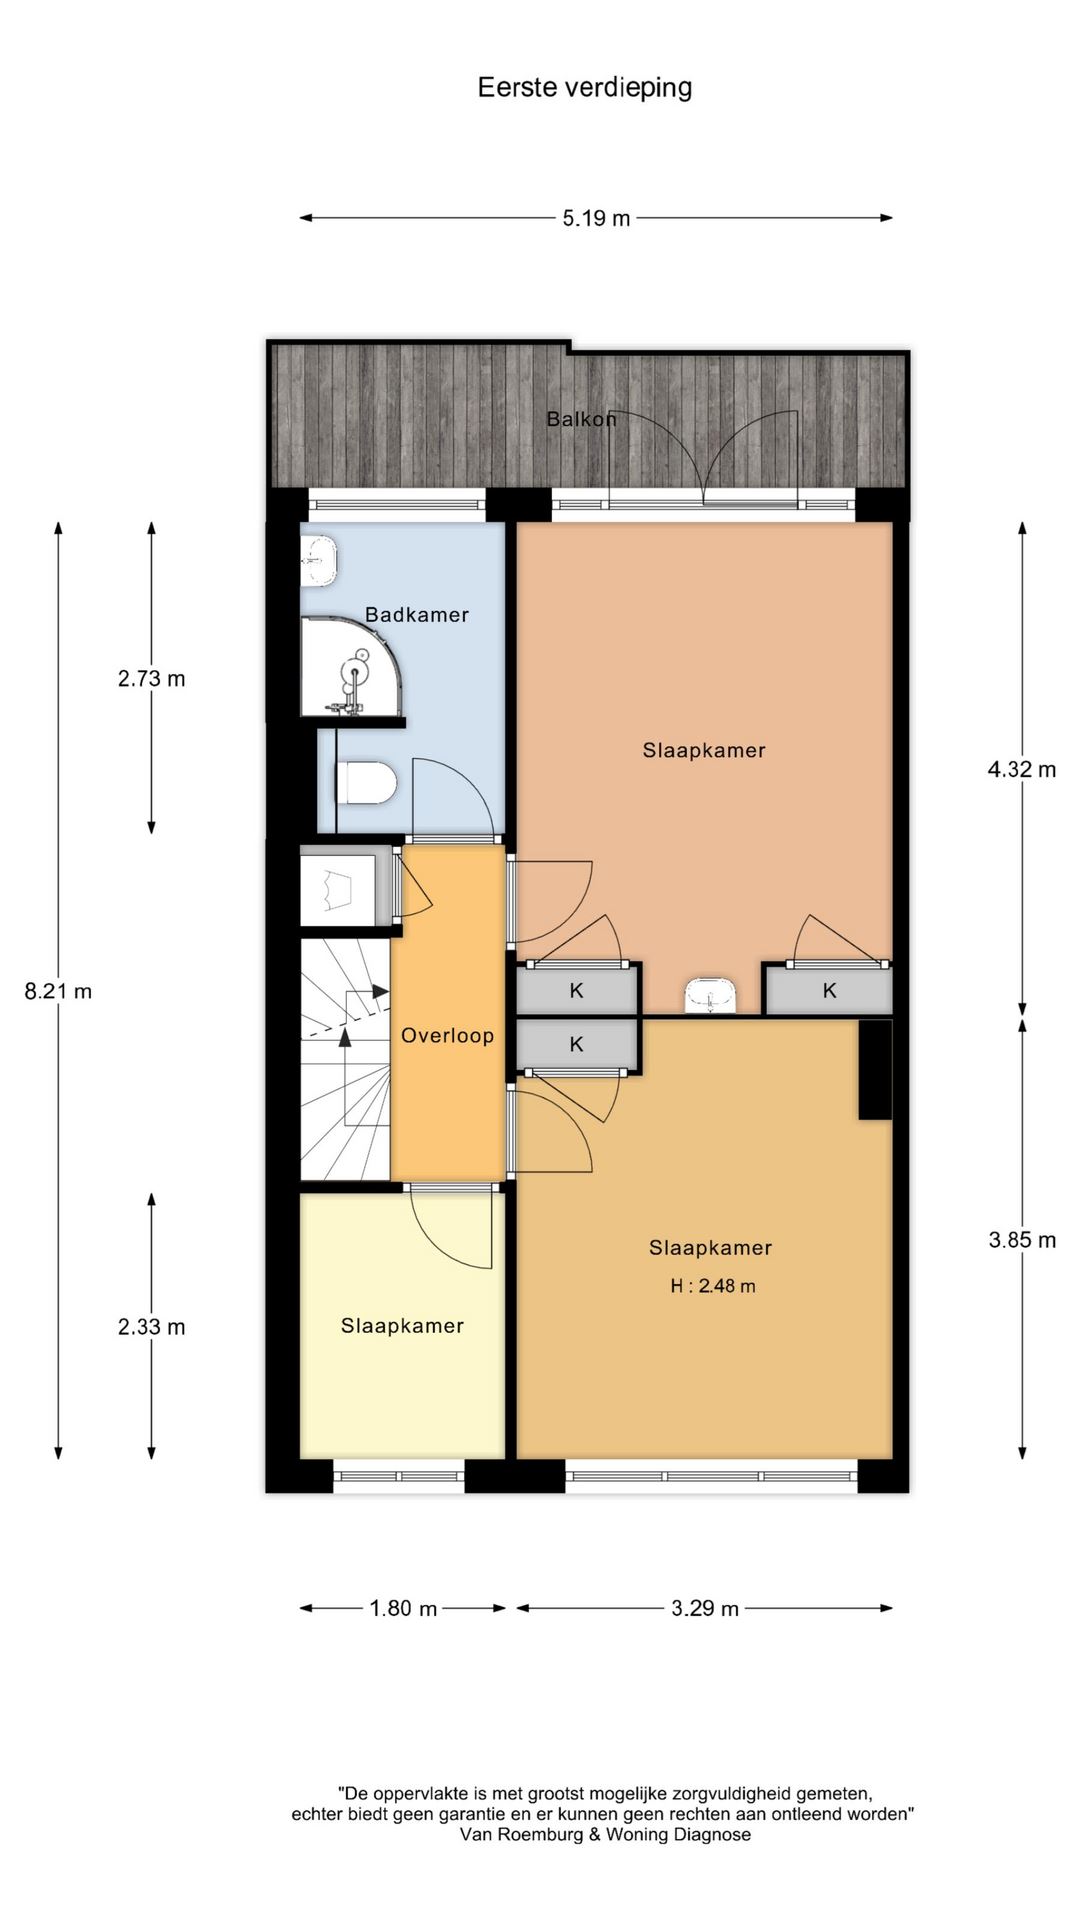 Eerste verdieping
5.19 m
Balkon
Badkamer
2.73 m
Slaapkamer
4.32 m
8.21 m
K
K
Overloop
K
Slaapkamer
H : 2.48 m
3.85 m
Slaapkamer
2.33 m
1.80 m
3.29 m
"De oppervlakte is met grootst mogelijke zorgvuldigheid gemeten,
echter biedt geen garantie en er kunnen geen rechten aan ontleend worden"
Van Roemburg & Woning Diagnose